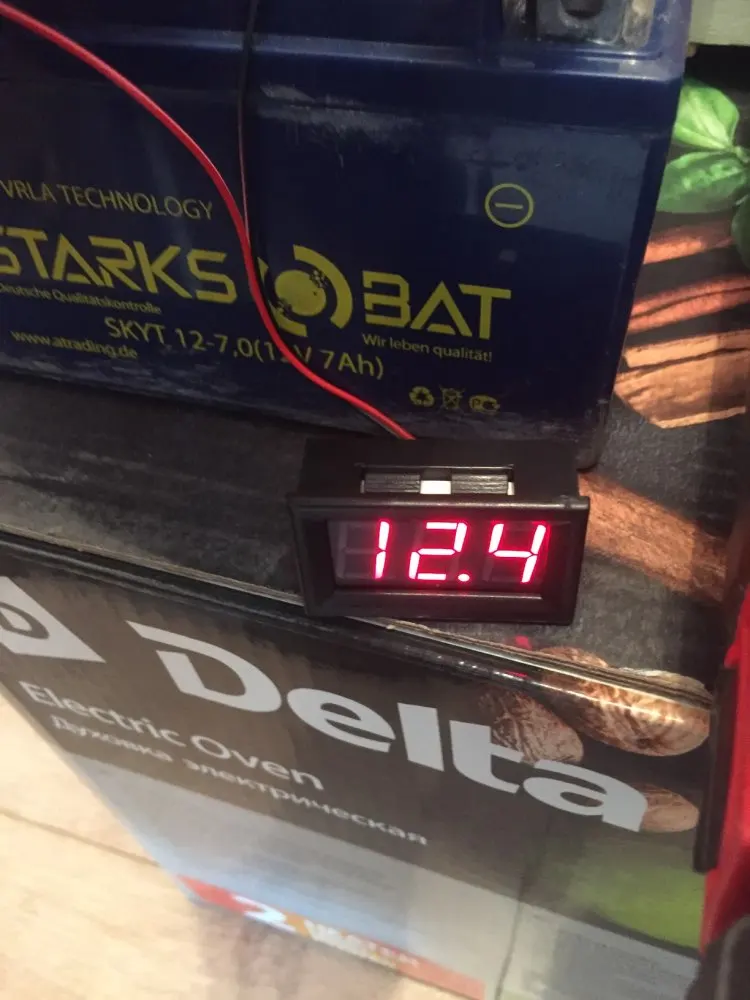 VRLA TECHNOLOGY
STARKS BAT
Deutsche Qualitätskontrolle
Wir leben qualität!
www.atrading.de
SKYT 12-7,0(12V 7Ah)
12.4
D
Delta
Electric Oven
Духовка электрическая
2